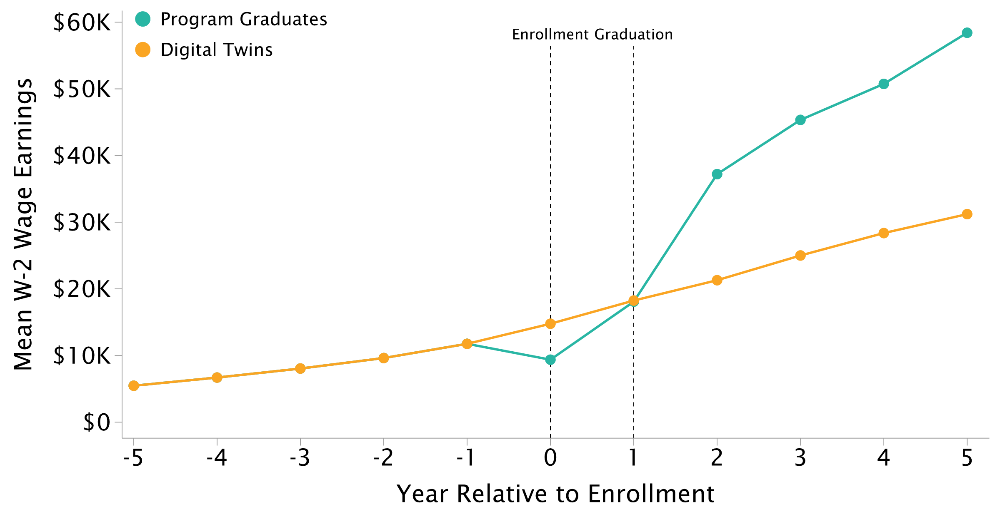 Program Graduates
Digital Twins
Enrollment Graduation
Mean W-2 Wage Earnings
$60K
$50K
$40K
$30K
$20K
$10K
$0
-5 -4 -3 -2 -1 0 1 2 3 4 5
Year Relative to Enrollment